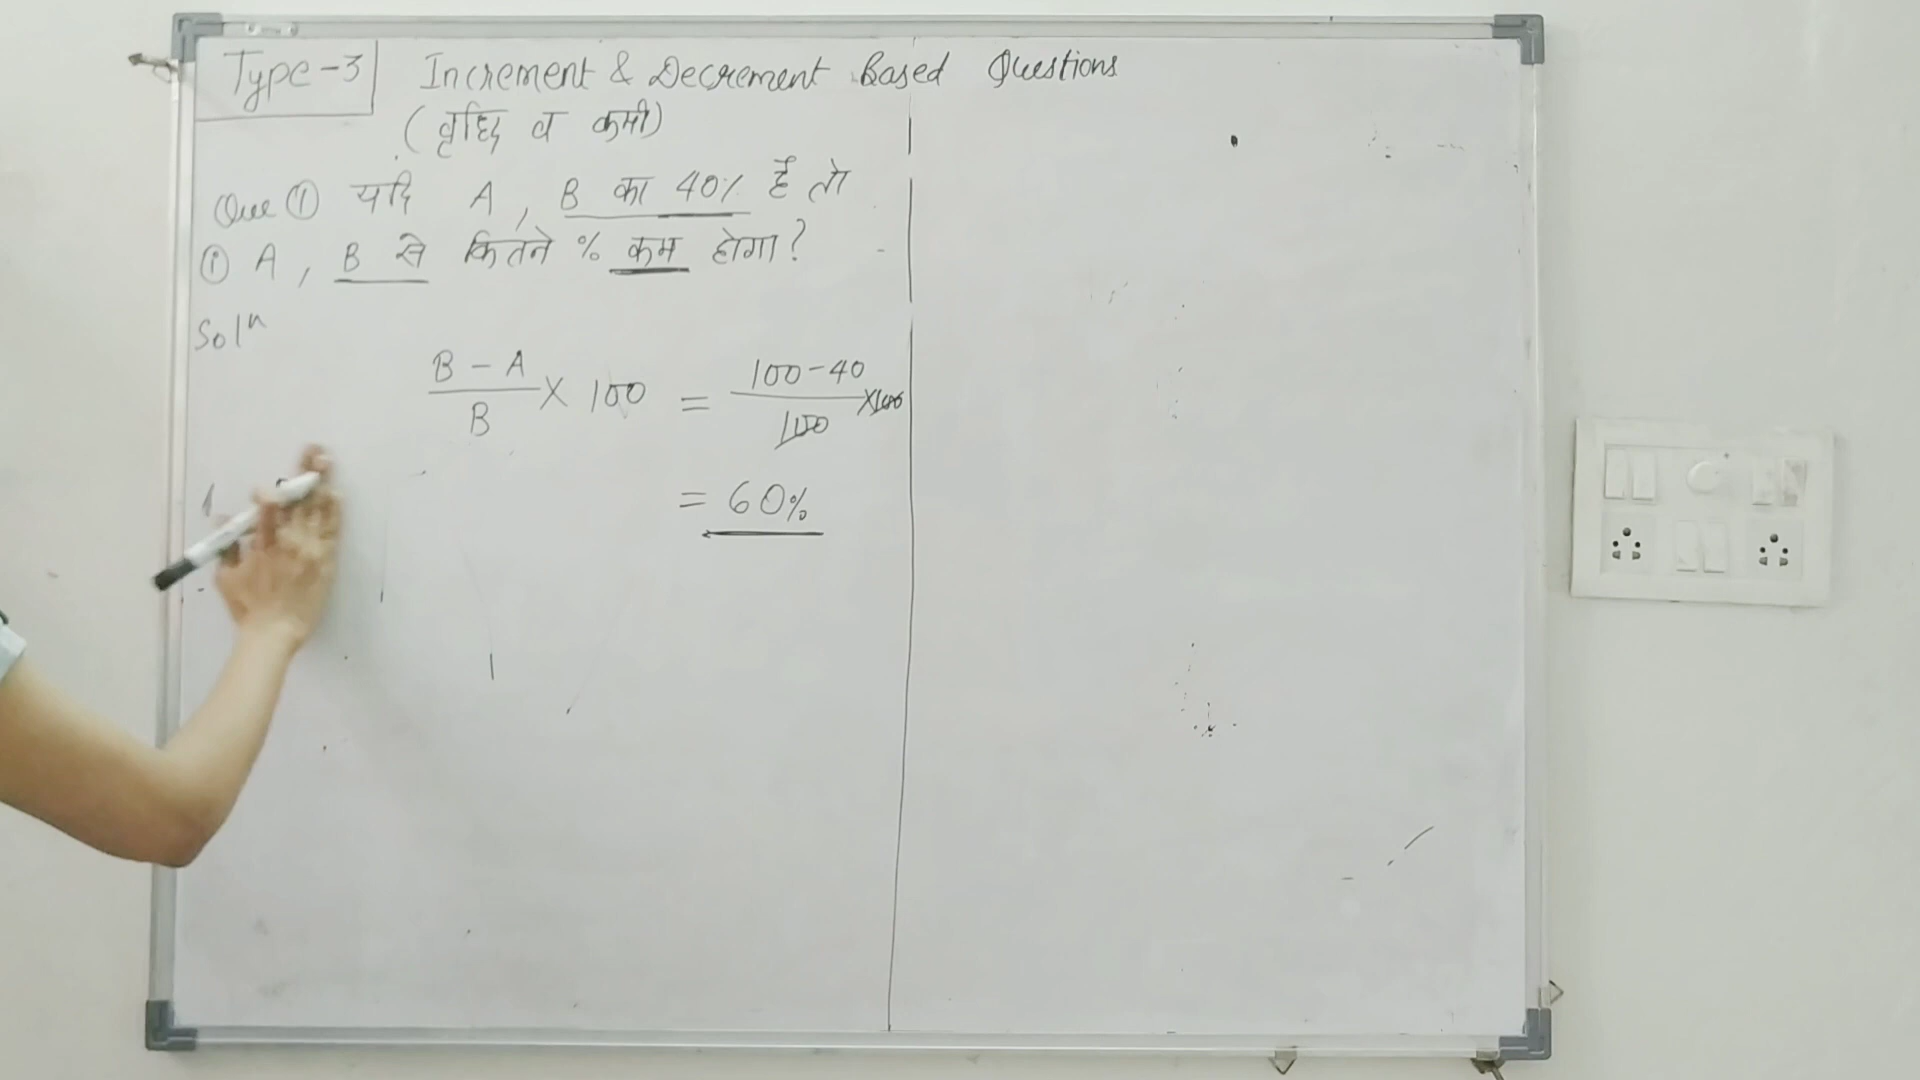 Type-3 Increment & Decrement Based Questions
(वृद्धि व कमी)
Que ① यदि A, B का 40% है तो
① A, B से कितने % कम होगा?
Solⁿ
B - A / B × 100 = 100-40 / 100 ×100
= 60%